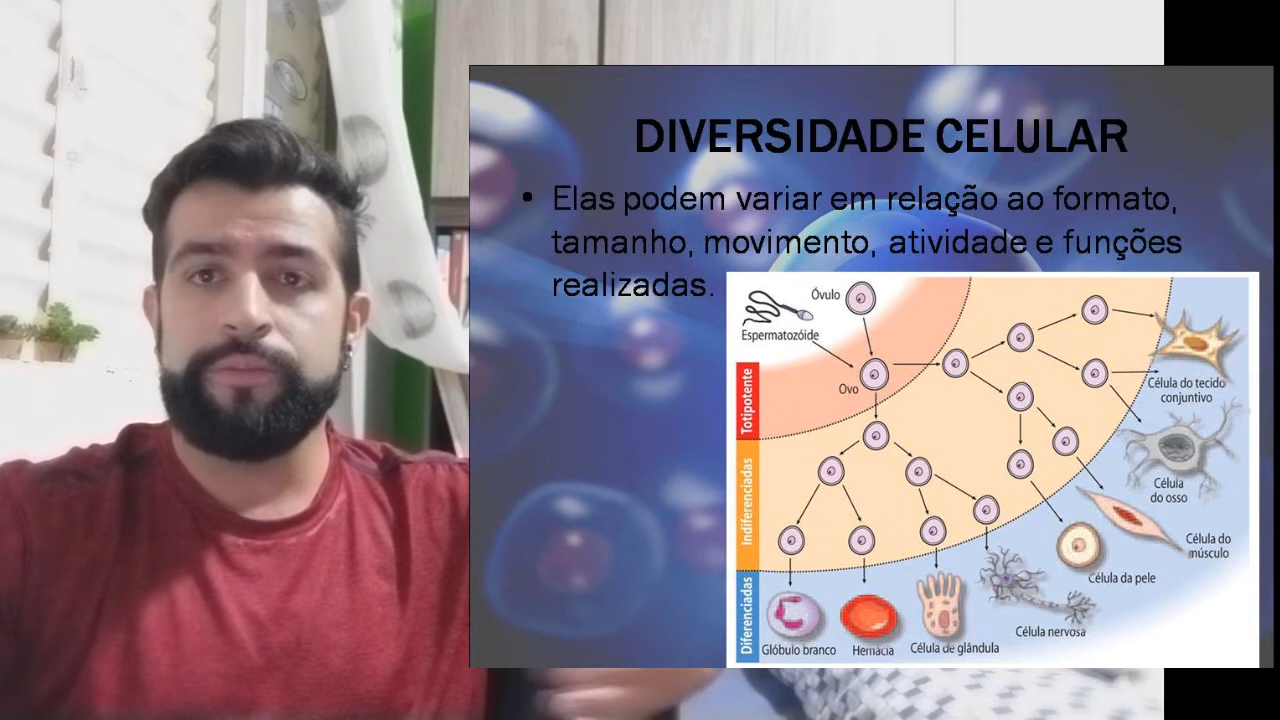 DIVERSIDADE CELULAR
• Elas podem variar em relação ao formato,
tamanho, movimento, atividade e funções
realizadas.
Óvulo
Espermatozóide
Ovo
Totipotente
Indiferenciadas
Diferenciadas
Célula do tecido
conjuntivo
Célula
do osso
Célula do
músculo
Célula da pele
Célula nervosa
Glóbulo branco
Hemácia
Célula de glândula